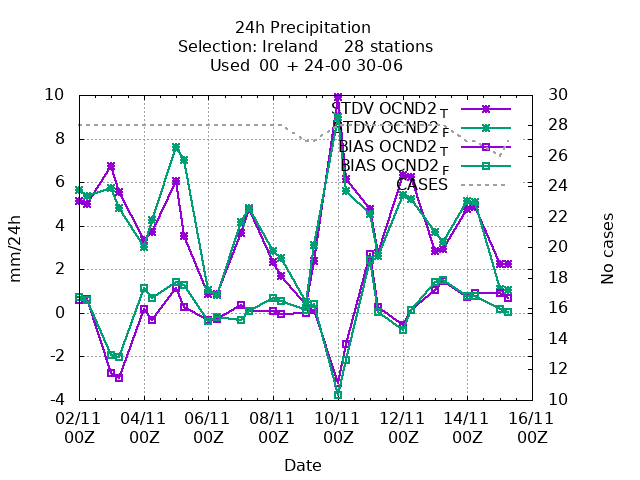 24h Precipitation
Selection: Ireland 28 stations
Used 00 + 24-00 30-06
STDV OCND2 T
STDV OCND2 F
BIAS OCND2 T
BIAS OCND2 F
CASES
mm/24h
10
8
6
4
2
0
-2
-4
No cases
30
28
26
24
22
20
18
16
14
12
10
02/11 04/11 06/11 08/11 10/11 12/11 14/11 16/11
00Z 00Z 00Z 00Z 00Z 00Z 00Z 00Z
Date